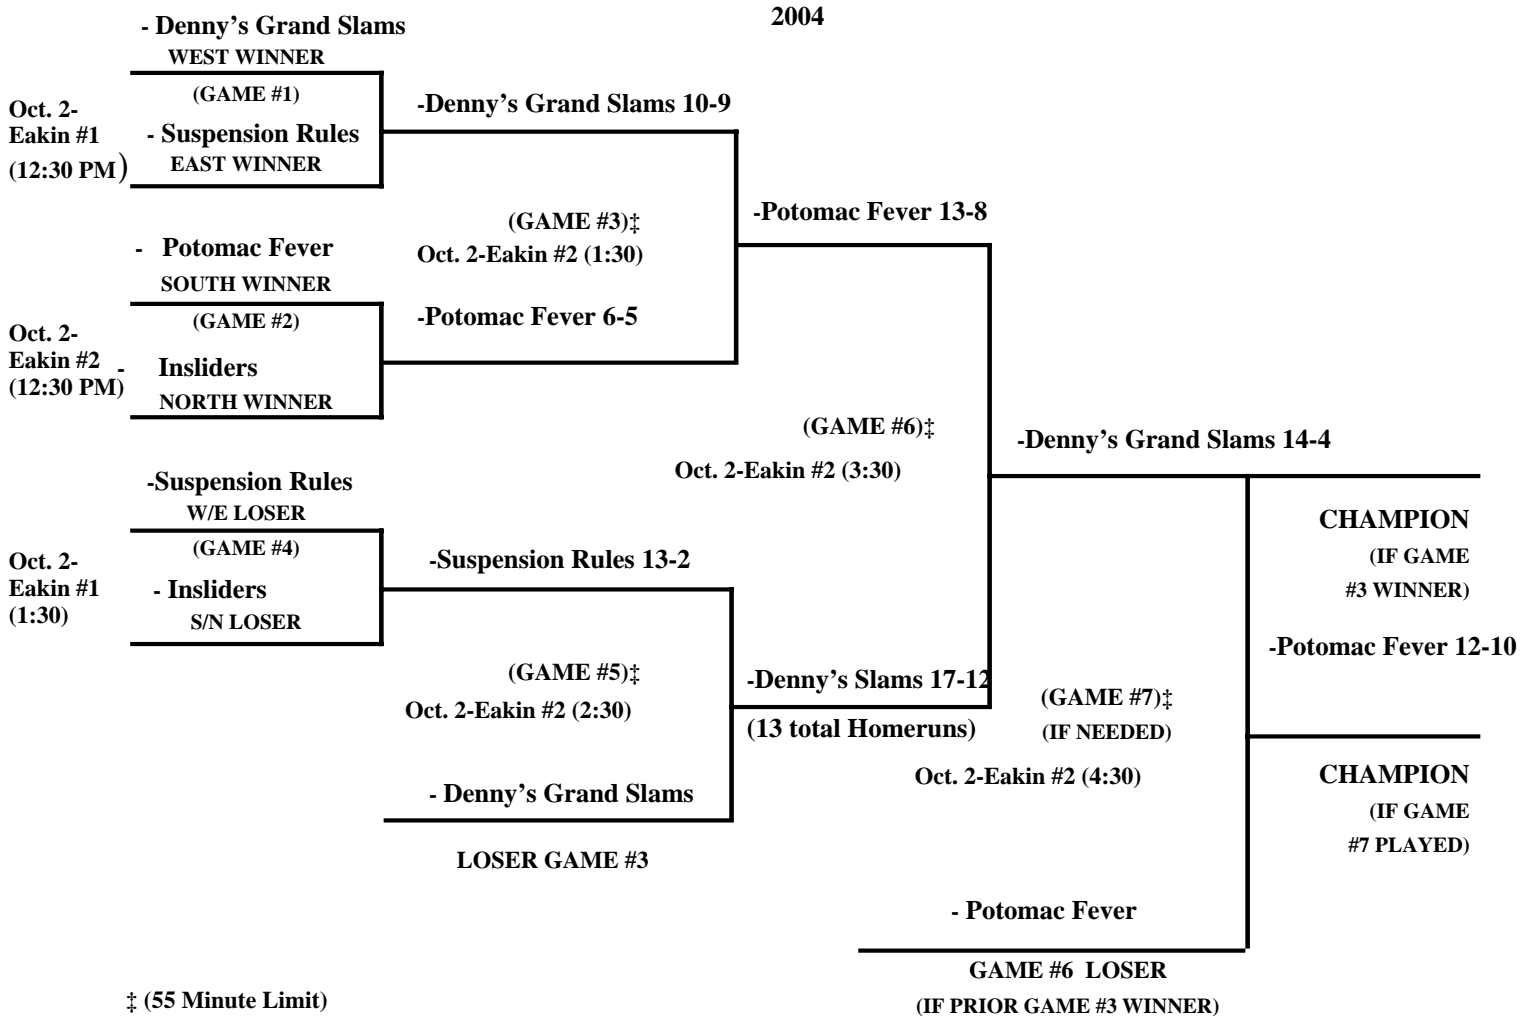 2004
- Denny's Grand Slams
WEST WINNER
(GAME #1)
Oct. 2-
Eakin #1
(12:30 PM)
- Suspension Rules
EAST WINNER
-Denny's Grand Slams 10-9
(GAME #3)‡
Oct. 2-Eakin #2 (1:30)
-Potomac Fever 13-8
- Potomac Fever
SOUTH WINNER
(GAME #2)
Oct. 2-
Eakin #2
(12:30 PM)
- Insliders
NORTH WINNER
-Potomac Fever 6-5
(GAME #6)‡
Oct. 2-Eakin #2 (3:30)
-Denny's Grand Slams 14-4
-Suspension Rules
W/E LOSER
(GAME #4)
Oct. 2-
Eakin #1
(1:30)
- Insliders
S/N LOSER
-Suspension Rules 13-2
(GAME #5)‡
Oct. 2-Eakin #2 (2:30)
-Denny's Slams 17-12
(13 total Homeruns)
- Denny's Grand Slams
LOSER GAME #3
(GAME #7)‡
(IF NEEDED)
Oct. 2-Eakin #2 (4:30)
CHAMPION
(IF GAME
#3 WINNER)
-Potomac Fever 12-10
CHAMPION
(IF GAME
#7 PLAYED)
- Potomac Fever
GAME #6 LOSER
(IF PRIOR GAME #3 WINNER)
‡ (55 Minute Limit)